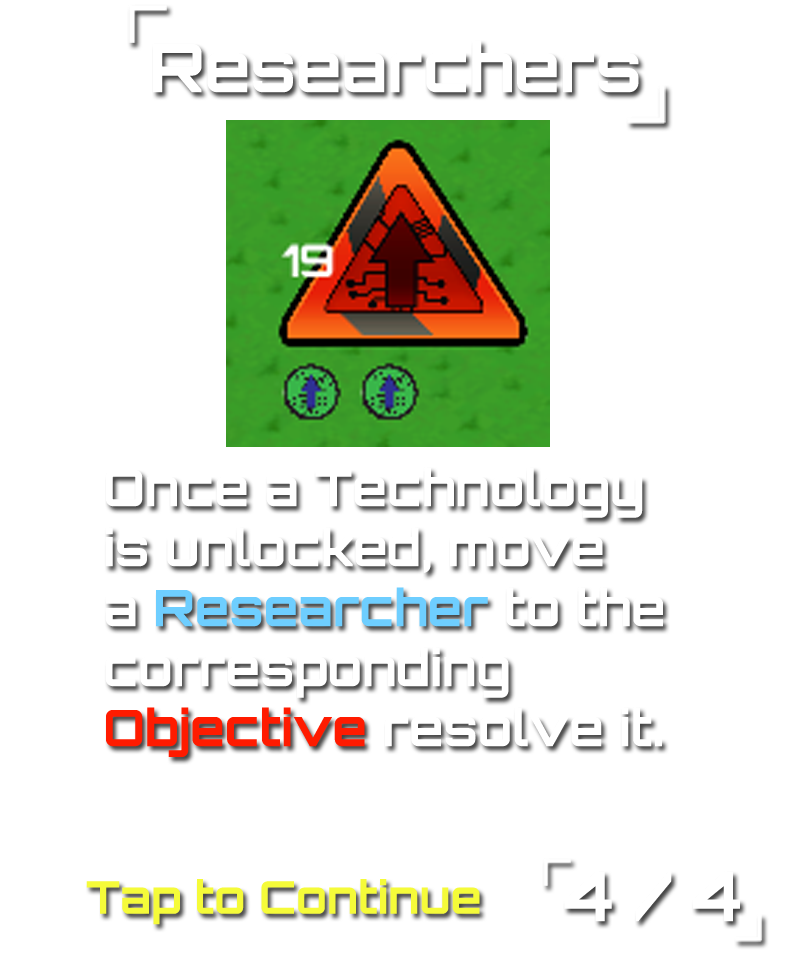 Researchers
19
Once a Technology
is unlocked, move
a Researcher to the
corresponding
Objective resolve it.
Tap to Continue
4 / 4